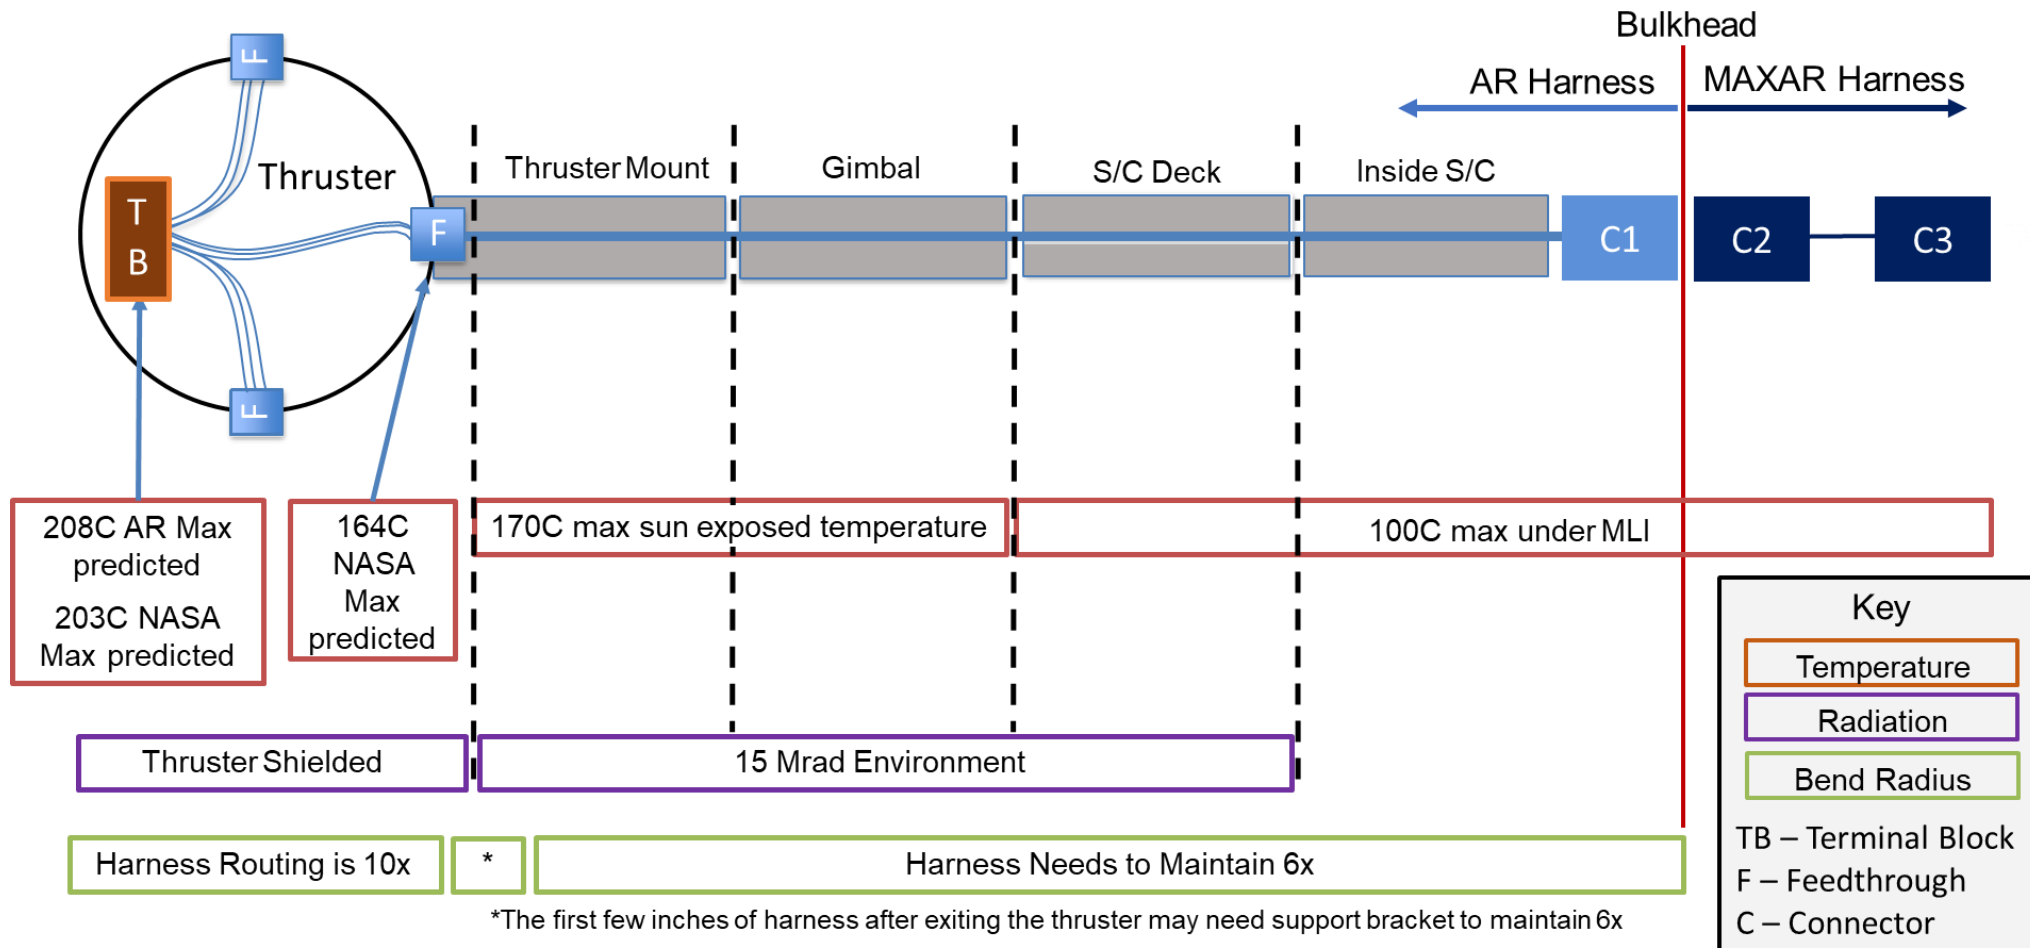 Bulkhead
AR Harness
MAXAR Harness
F
Thruster
Thruster Mount
Gimbal
S/C Deck
Inside S/C
T
B
F
C1
C2
C3
F
208C AR Max
predicted
203C NASA
Max predicted
164C
NASA
Max
predicted
170C max sun exposed temperature
100C max under MLI
Thruster Shielded
15 Mrad Environment
Harness Routing is 10x
*
Harness Needs to Maintain 6x
*The first few inches of harness after exiting the thruster may need support bracket to maintain 6x
Key
Temperature
Radiation
Bend Radius
TB – Terminal Block
F – Feedthrough
C – Connector